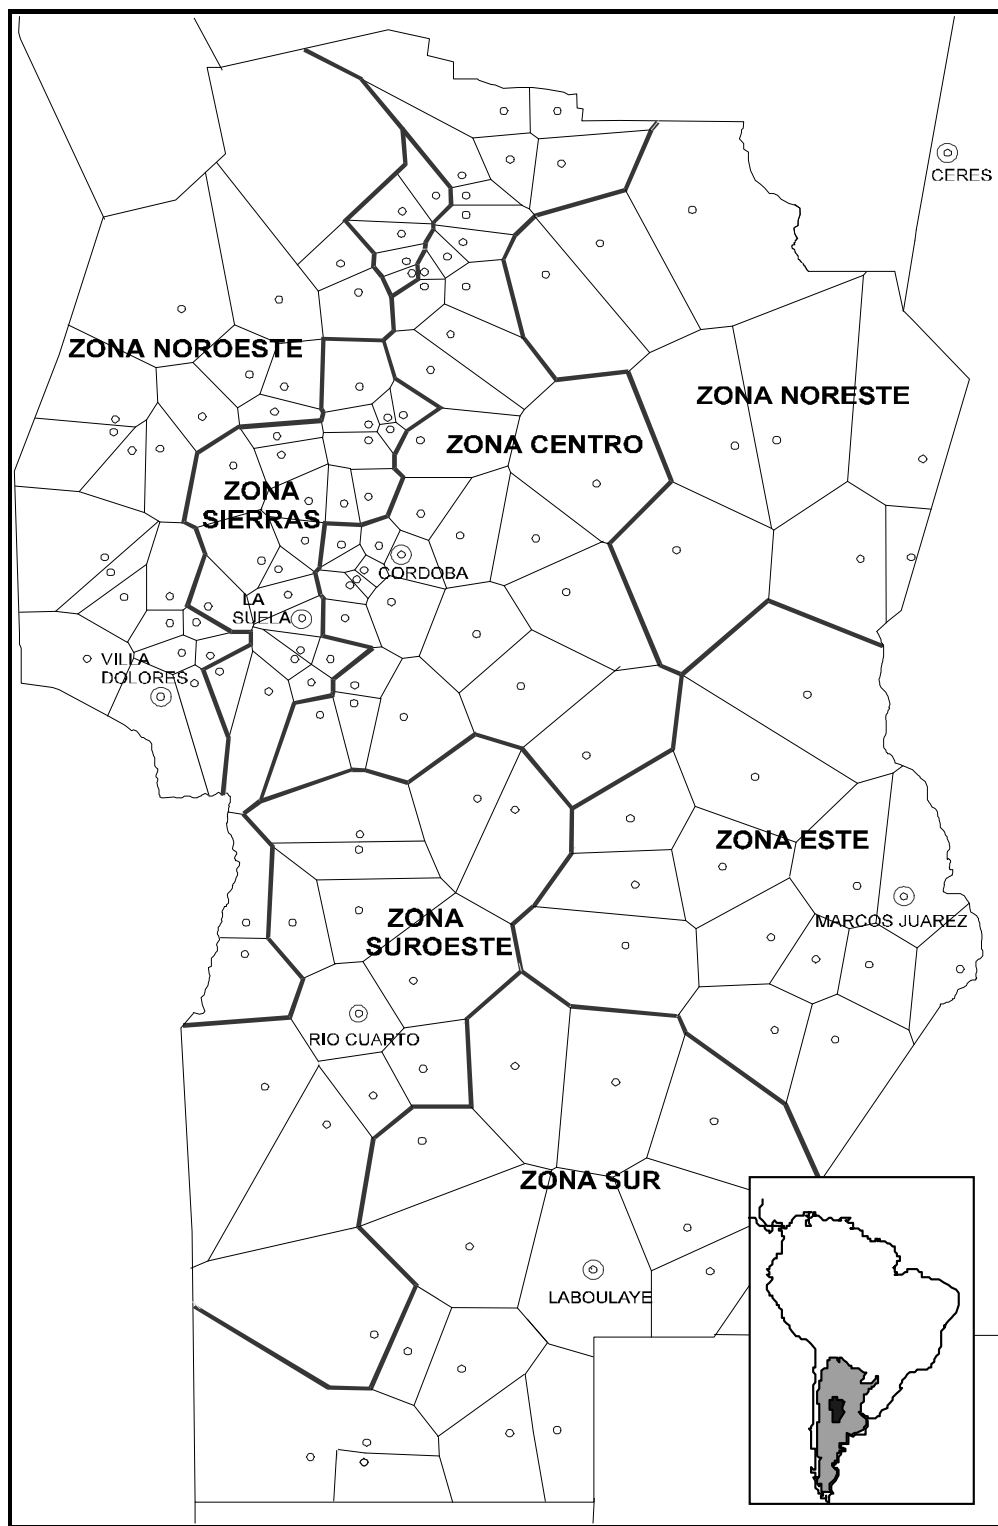 CERES
ZONA NOROESTE
ZONA NORESTE
ZONA CENTRO
ZONA
SIERRAS
CORDOBA
LA
SUELA
VILLA
DOLORES
ZONA ESTE
MARCOS JUAREZ
ZONA
SUROESTE
RIO CUARTO
ZONA SUR
LABOULAYE